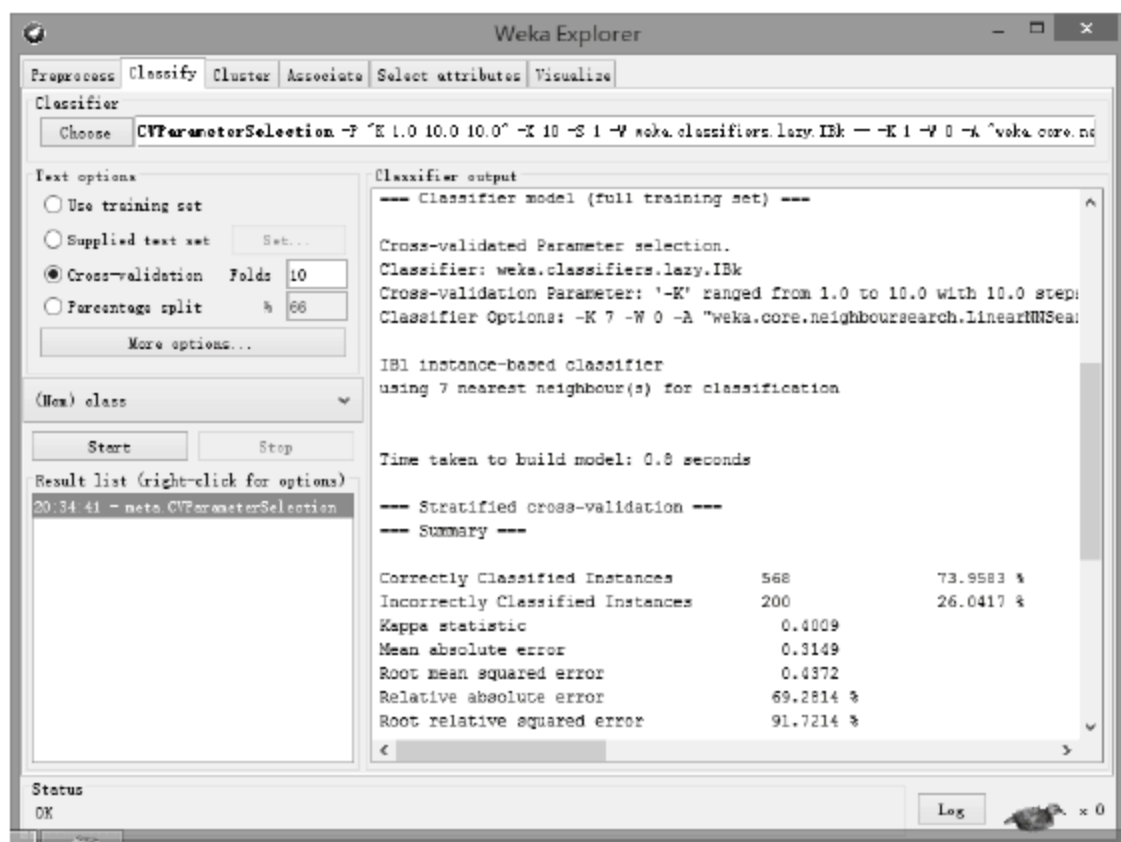 Weka Explorer
Preprocess Classify Cluster Associate Select attributes Visualize
Classifier
Choose CVParameterSelection -P "K 1.0 10.0 10.0" -X 10 -S 1 -W weka.classifiers.lazy.IBk -- -K 1 -W 0 -A "weka.core.ne
Test options
Use training set
Supplied test set Set...
Cross-validation Folds 10
Percentage split % 66
More options...
(Nom) class
Start Stop
Result list (right-click for options)
20:34:41 - meta.CVParameterSelection
Classifier output
=== Classifier model (full training set) ===
Cross-validated Parameter selection.
Classifier: weka.classifiers.lazy.IBk
Cross-validation Parameter: '-K' ranged from 1.0 to 10.0 with 10.0 steps
Classifier Options: -K 7 -W 0 -A "weka.core.neighboursearch.LinearNNSear
IB1 instance-based classifier
using 7 nearest neighbour(s) for classification
Time taken to build model: 0.8 seconds
=== Stratified cross-validation ===
=== Summary ===
Correctly Classified Instances 568 73.9583 %
Incorrectly Classified Instances 200 26.0417 %
Kappa statistic 0.4009
Mean absolute error 0.3149
Root mean squared error 0.4372
Relative absolute error 69.2814 %
Root relative squared error 91.7214 %
Status
OK
Log x 0